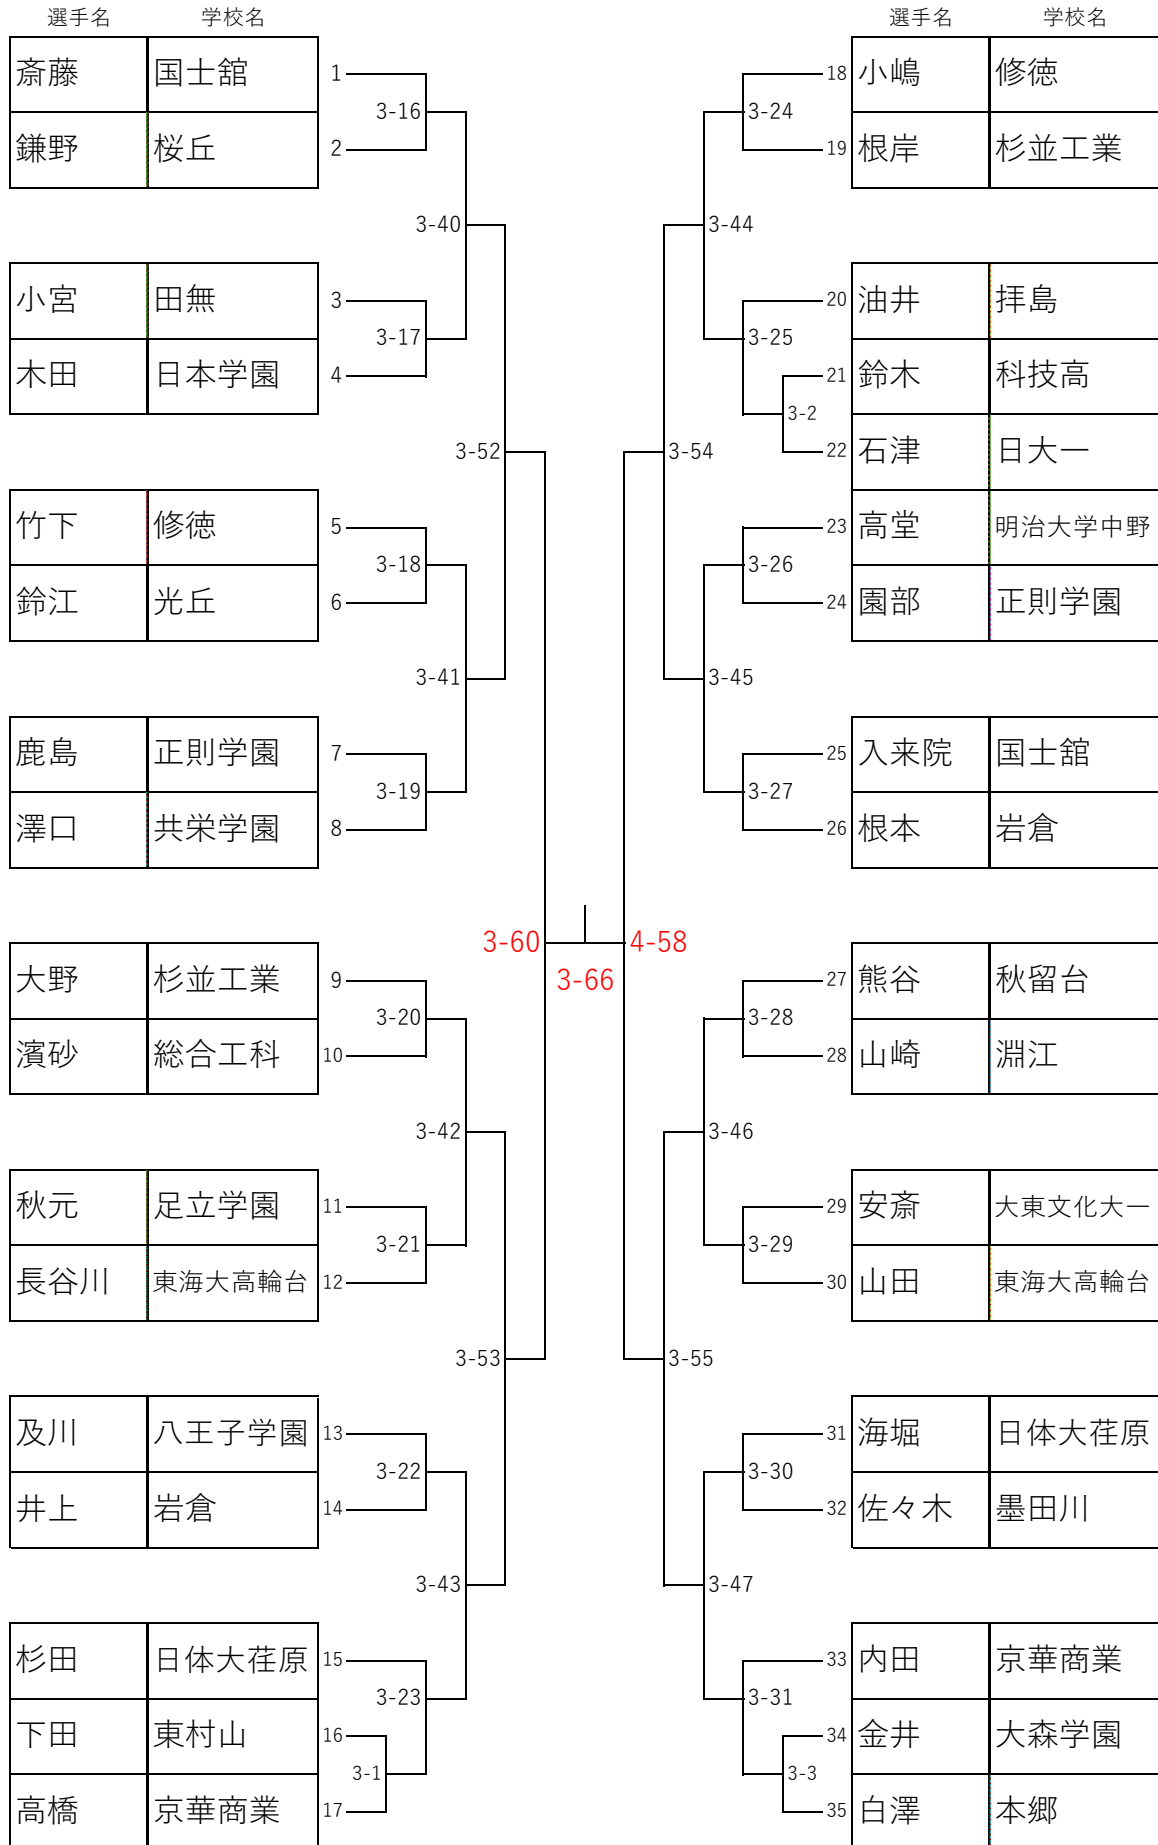 選手名 学校名 選手名 学校名
斎藤 国士舘 1
3-16
鎌野 桜丘 2
3-40
小宮 田無 3
3-17
木田 日本学園 4
3-52
竹下 修徳 5
3-18
鈴江 光丘 6
3-41
鹿島 正則学園 7
3-19
澤口 共栄学園 8
3-60
大野 杉並工業 9
3-20
濱砂 総合工科 10
3-42
秋元 足立学園 11
3-21
長谷川 東海大高輪台 12
3-53
及川 八王子学園 13
3-22
井上 岩倉 14
3-43
杉田 日体大荏原 15
3-23
下田 東村山 16
3-1
高橋 京華商業 17
3-66
18 小嶋 修徳
3-24
19 根岸 杉並工業
3-44
20 油井 拝島
3-25
21 鈴木 科技高
3-2
22 石津 日大一
3-54
23 高堂 明治大学中野
3-26
24 園部 正則学園
3-45
25 入来院 国士舘
3-27
26 根本 岩倉
4-58
27 熊谷 秋留台
3-28
28 山崎 淵江
3-46
29 安斎 大東文化大一
3-29
30 山田 東海大高輪台
3-55
31 海堀 日体大荏原
3-30
32 佐々木 墨田川
3-47
33 内田 京華商業
3-31
34 金井 大森学園
3-3
35 白澤 本郷